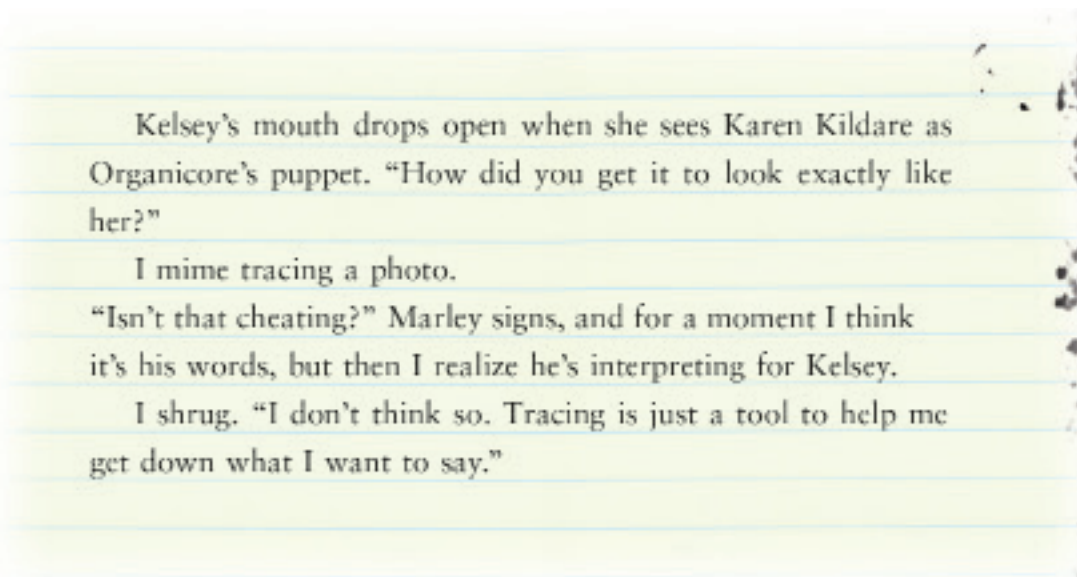 Kelsey’s mouth drops open when she sees Karen Kildare as
Organicore’s puppet. “How did you get it to look exactly like
her?”
I mime tracing a photo.
“Isn’t that cheating?” Marley signs, and for a moment I think
it’s his words, but then I realize he’s interpreting for Kelsey.
I shrug. “I don’t think so. Tracing is just a tool to help me
get down what I want to say.”